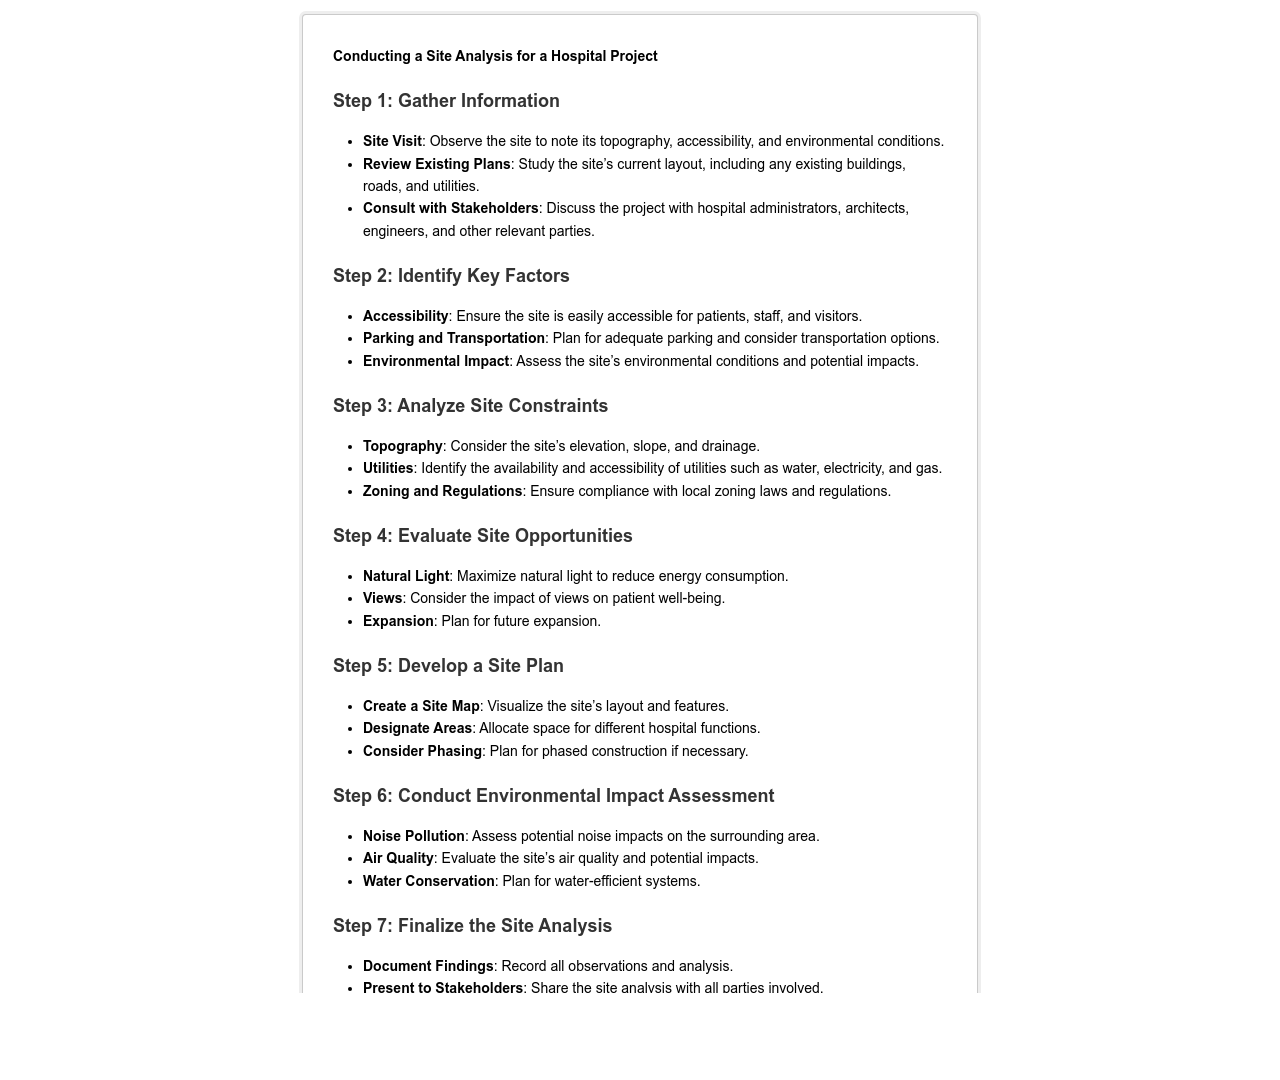 Conducting a Site Analysis for a Hospital Project
Step 1: Gather Information
• Site Visit: Observe the site to note its topography, accessibility, and environmental conditions.
• Review Existing Plans: Study the site’s current layout, including any existing buildings,
roads, and utilities.
• Consult with Stakeholders: Discuss the project with hospital administrators, architects,
engineers, and other relevant parties.
Step 2: Identify Key Factors
• Accessibility: Ensure the site is easily accessible for patients, staff, and visitors.
• Parking and Transportation: Plan for adequate parking and consider transportation options.
• Environmental Impact: Assess the site’s environmental conditions and potential impacts.
Step 3: Analyze Site Constraints
• Topography: Consider the site’s elevation, slope, and drainage.
• Utilities: Identify the availability and accessibility of utilities such as water, electricity, and gas.
• Zoning and Regulations: Ensure compliance with local zoning laws and regulations.
Step 4: Evaluate Site Opportunities
• Natural Light: Maximize natural light to reduce energy consumption.
• Views: Consider the impact of views on patient well-being.
• Expansion: Plan for future expansion.
Step 5: Develop a Site Plan
• Create a Site Map: Visualize the site’s layout and features.
• Designate Areas: Allocate space for different hospital functions.
• Consider Phasing: Plan for phased construction if necessary.
Step 6: Conduct Environmental Impact Assessment
• Noise Pollution: Assess potential noise impacts on the surrounding area.
• Air Quality: Evaluate the site’s air quality and potential impacts.
• Water Conservation: Plan for water-efficient systems.
Step 7: Finalize the Site Analysis
• Document Findings: Record all observations and analysis.
• Present to Stakeholders: Share the site analysis with all parties involved.